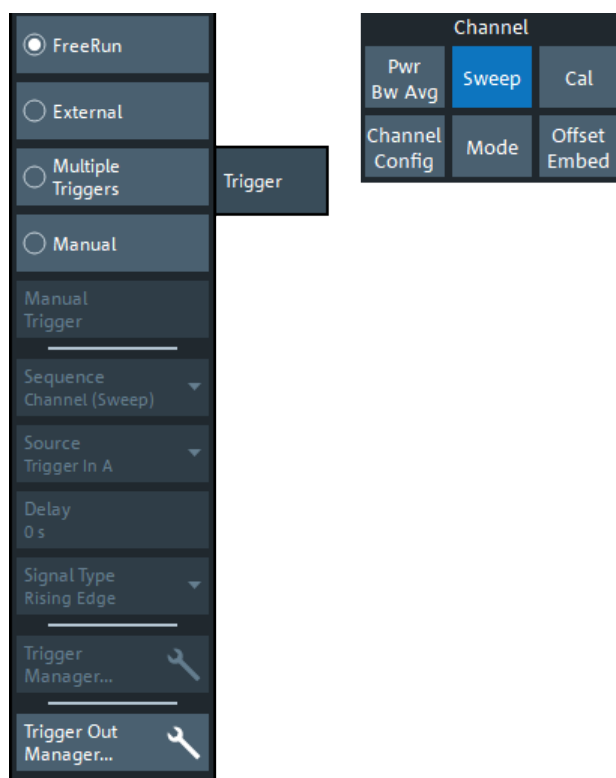 FreeRun
External
Multiple
Triggers
Manual
Manual
Trigger
Sequence
Channel (Sweep)
Source
Trigger In A
Delay
0 s
Signal Type
Rising Edge
Trigger
Manager...
Trigger Out
Manager...
Trigger
Channel
Pwr
Bw Avg
Sweep
Cal
Channel
Config
Mode
Offset
Embed